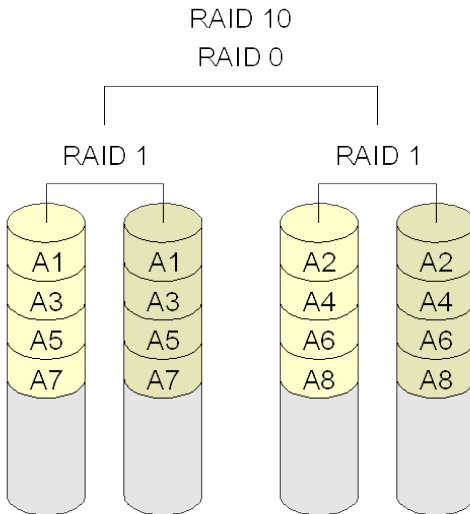 RAID 10
RAID 0
RAID 1 RAID 1
A1 A1 A2 A2
A3 A3 A4 A4
A5 A5 A6 A6
A7 A7 A8 A8